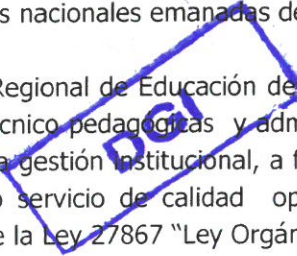 s nacionales emanadas de
Regional de Educación de
écnico pedagógicas y adm
a gestión institucional, a f
o servicio de calidad op
e la Ley 27867 "Ley Orgán
DGI